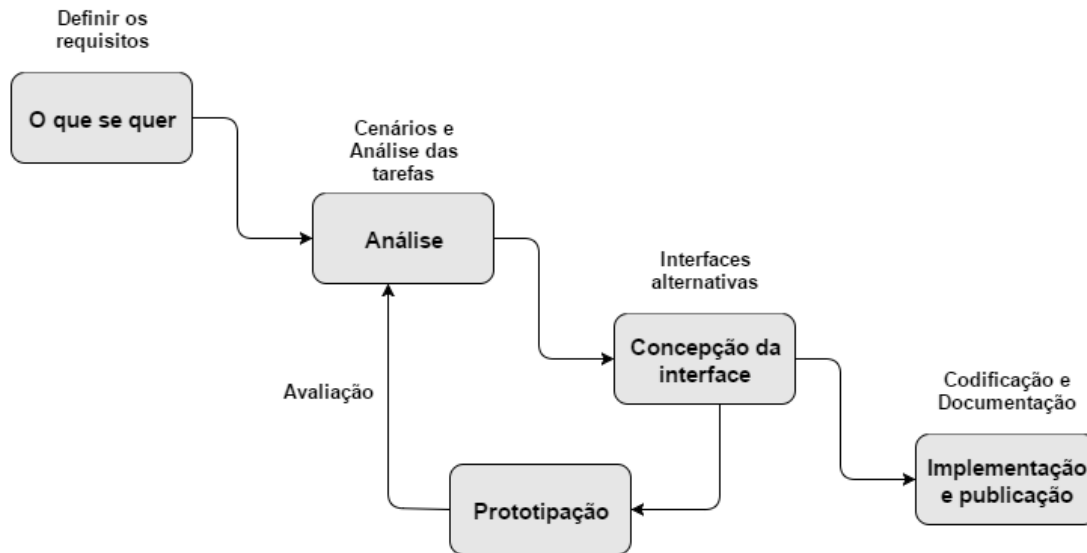 Definir os
requisitos
O que se quer
Cenários e
Análise das
tarefas
Análise
Interfaces
alternativas
Concepção da
interface
Avaliação
Codificação e
Documentação
Implementação
e publicação
Prototipação